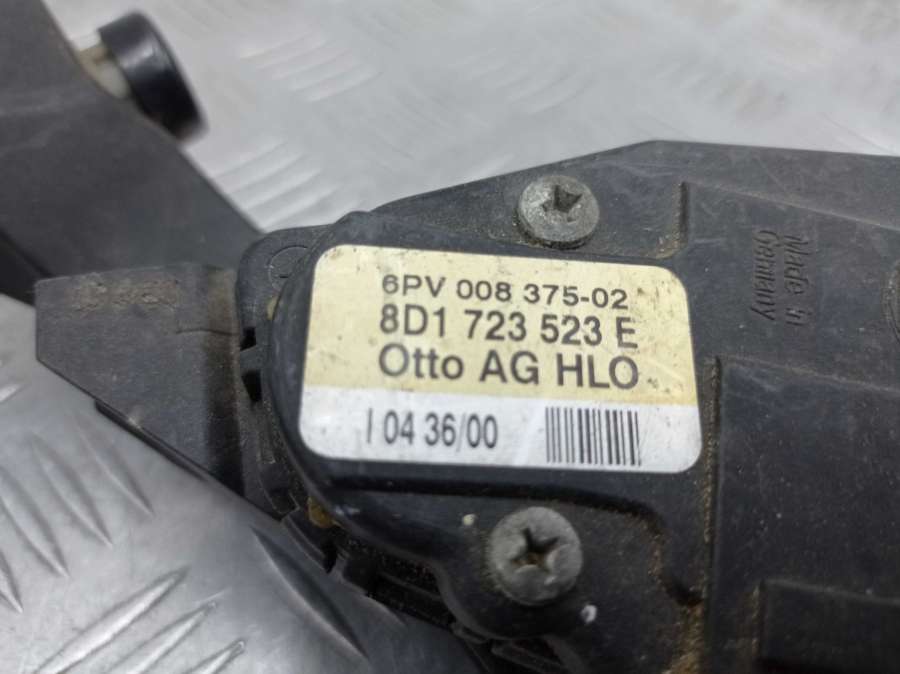 6PV 008 375-02
8D1 723 523 E
Otto AG HLO
I 04 36/00
Made in
Germany